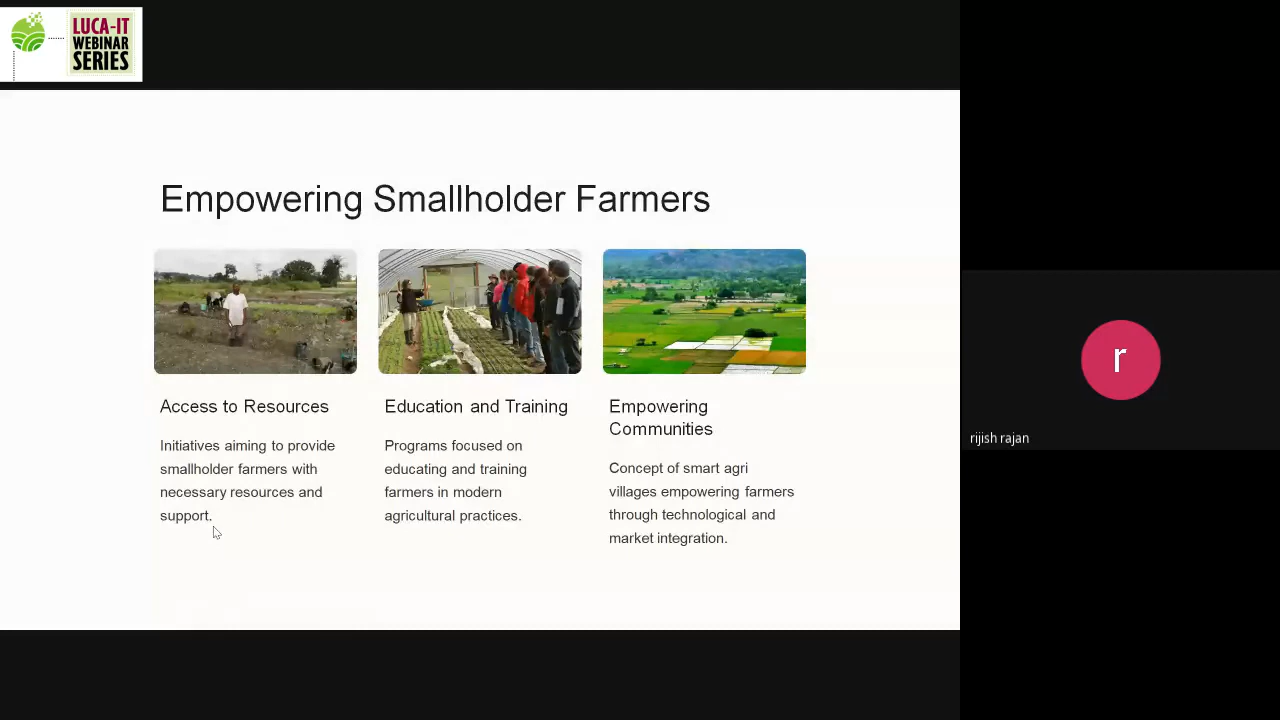 LUCA-IT
WEBINAR
SERIES
Empowering Smallholder Farmers
Access to Resources
Initiatives aiming to provide
smallholder farmers with
necessary resources and
support.
Education and Training
Programs focused on
educating and training
farmers in modern
agricultural practices.
Empowering
Communities
Concept of smart agri
villages empowering farmers
through technological and
market integration.
r
rijish rajan